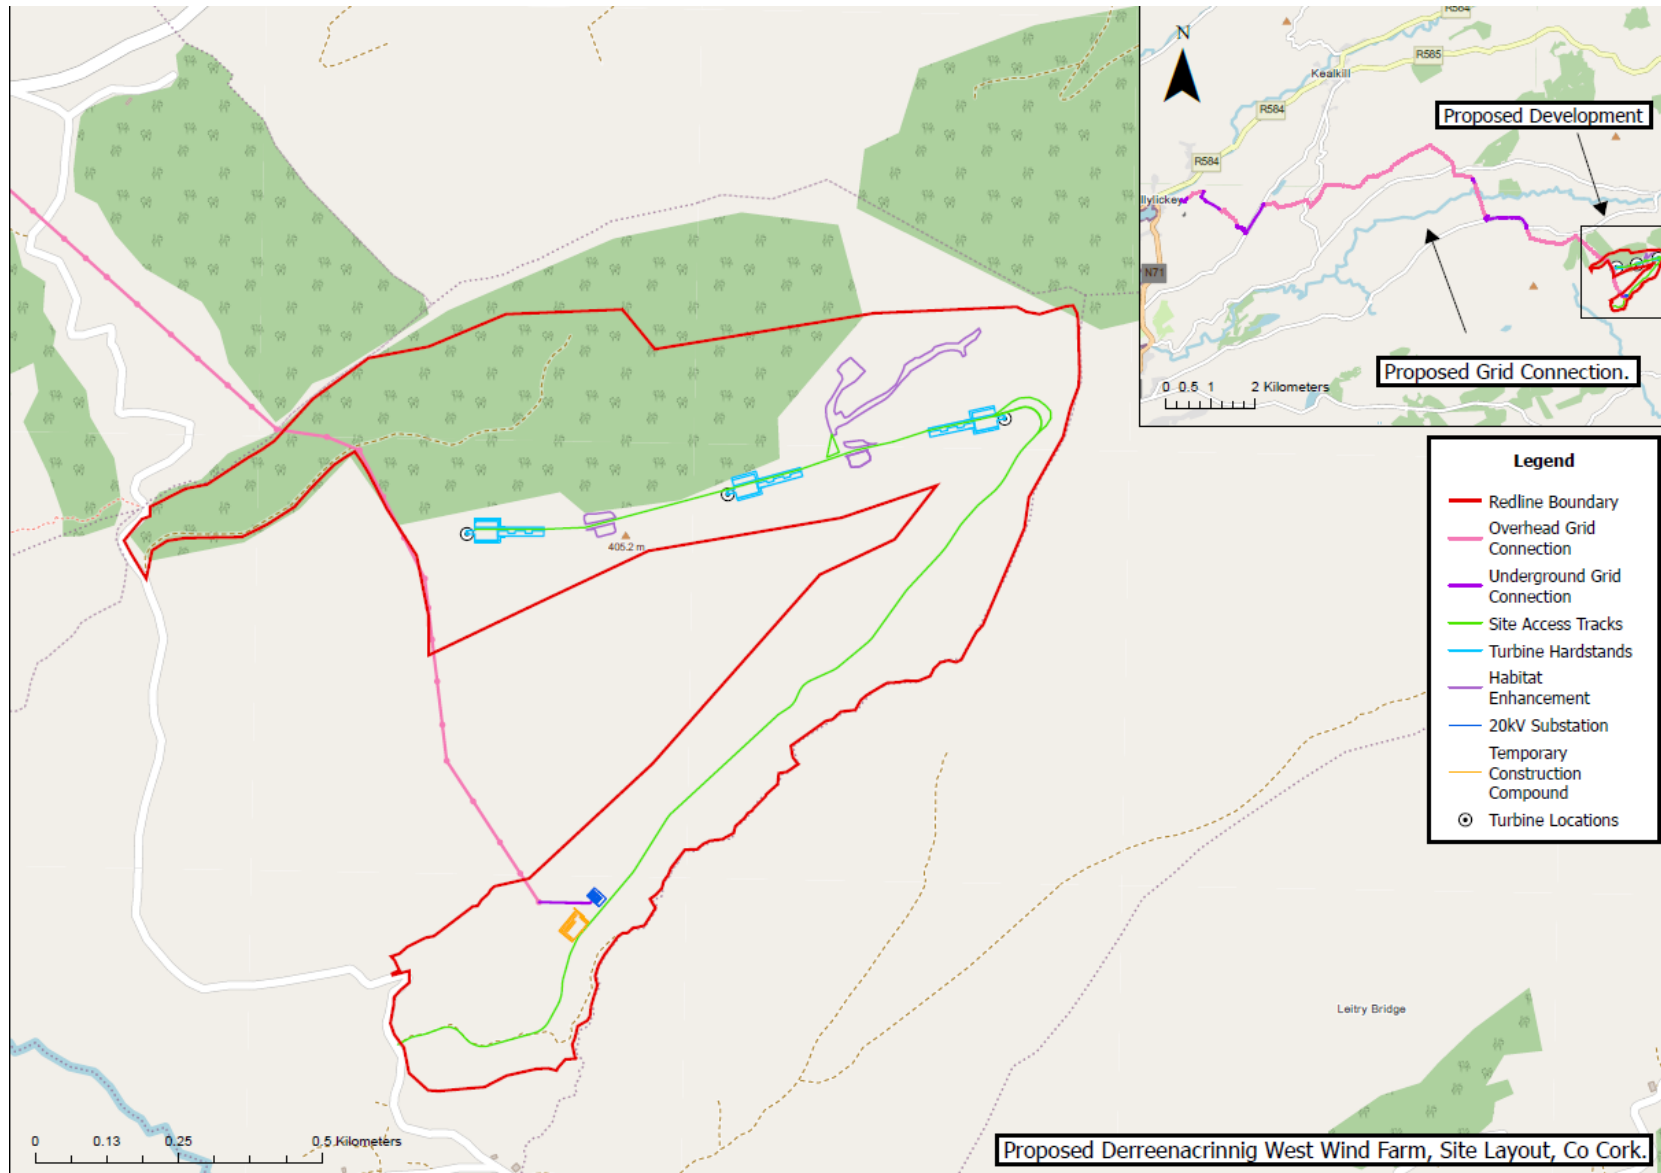 R584
N
R585
Kealkill
R584
Proposed Development
R584
llylickey
N71
Proposed Grid Connection.
0 0.5 1 2 Kilometers
Legend
Redline Boundary
Overhead Grid
Connection
Underground Grid
Connection
Site Access Tracks
Turbine Hardstands
Habitat
Enhancement
20kV Substation
Temporary
Construction
Compound
Turbine Locations
405.2 m
Leitry Bridge
0 0.13 0.25 0.5 Kilometers
Proposed Derreenacrinnig West Wind Farm, Site Layout, Co Cork.